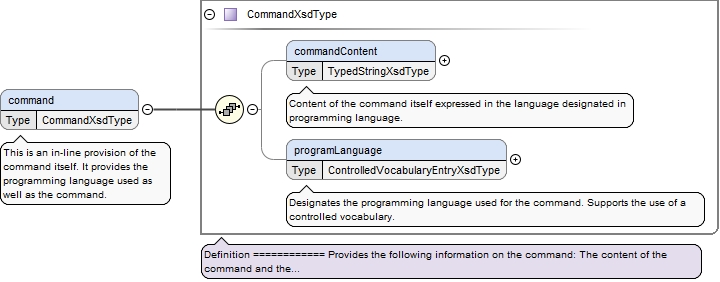 CommandXsdType
commandContent
Type TypedStringXsdType
Content of the command itself expressed in the language designated in
programming language.
command
Type CommandXsdType
This is an in-line provision of the
command itself. It provides the
programming language used as
well as the command.
programLanguage
Type ControlledVocabularyEntryXsdType
Designates the programming language used for the command. Supports the use of a
controlled vocabulary.
Definition ============ Provides the following information on the command: The content of the
command and the...